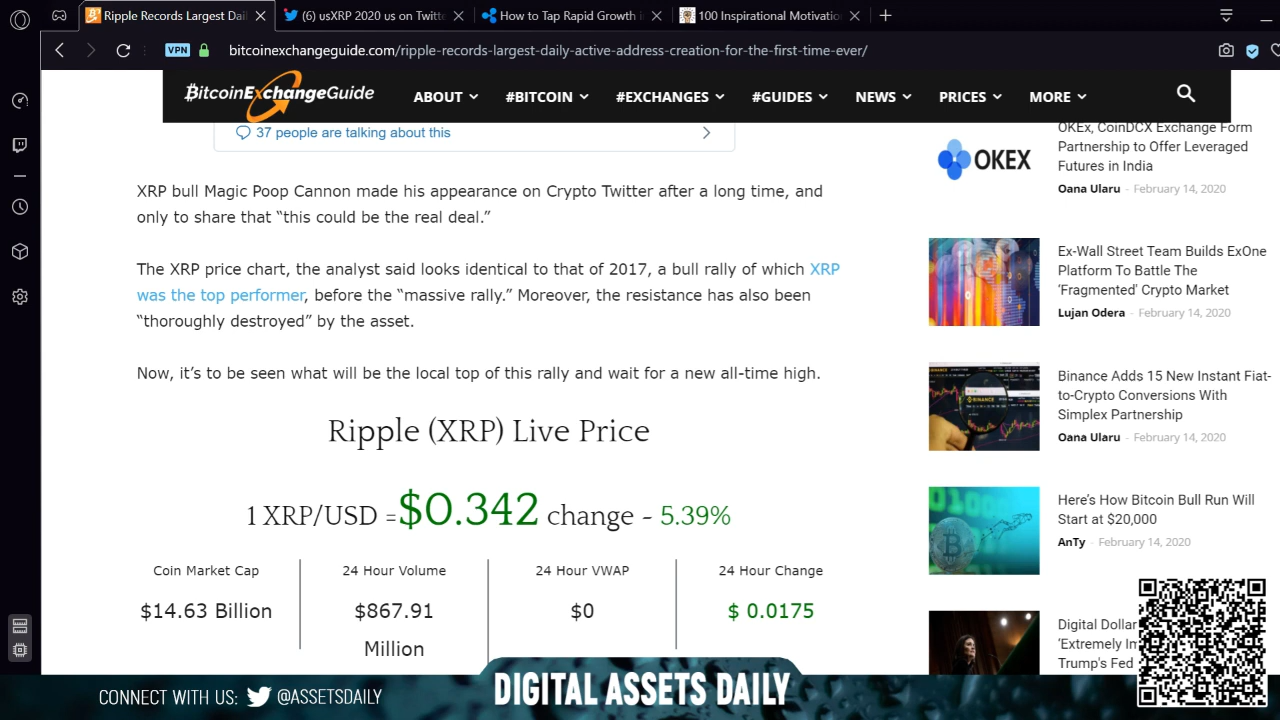 Ripple Records Largest Dail
(6) usXRP 2020 us on Twitte
How to Tap Rapid Growth i
100 Inspirational Motivatio
VPN
bitcoinexchangeguide.com/ripple-records-largest-daily-active-address-creation-for-the-first-time-ever/
BitcoinExchangeGuide
ABOUT
#BITCOIN
#EXCHANGES
#GUIDES
NEWS
PRICES
MORE
37 people are talking about this
XRP bull Magic Poop Cannon made his appearance on Crypto Twitter after a long time, and
only to share that “this could be the real deal.”
The XRP price chart, the analyst said looks identical to that of 2017, a bull rally of which XRP
was the top performer, before the “massive rally.” Moreover, the resistance has also been
“thoroughly destroyed” by the asset.
Now, it’s to be seen what will be the local top of this rally and wait for a new all-time high.
Ripple (XRP) Live Price
1 XRP/USD =$0.342 change - 5.39%
Coin Market Cap
$14.63 Billion
24 Hour Volume
$867.91
Million
24 Hour VWAP
$0
24 Hour Change
$ 0.0175
OKEX
OKEx, CoinDCX Exchange Form
Partnership to Offer Leveraged
Futures in India
Oana Ularu - February 14, 2020
Ex-Wall Street Team Builds ExOne
Platform To Battle The
‘Fragmented’ Crypto Market
Lujan Odera - February 14, 2020
BINANCE
Binance Adds 15 New Instant Fiat-
to-Crypto Conversions With
Simplex Partnership
Oana Ularu - February 14, 2020
Here’s How Bitcoin Bull Run Will
Start at $20,000
AnTy - February 14, 2020
Digital Dollar
‘Extremely Im
Trump’s Fed
CONNECT WITH US:
@ASSETSDAILY
DIGITAL ASSETS DAILY